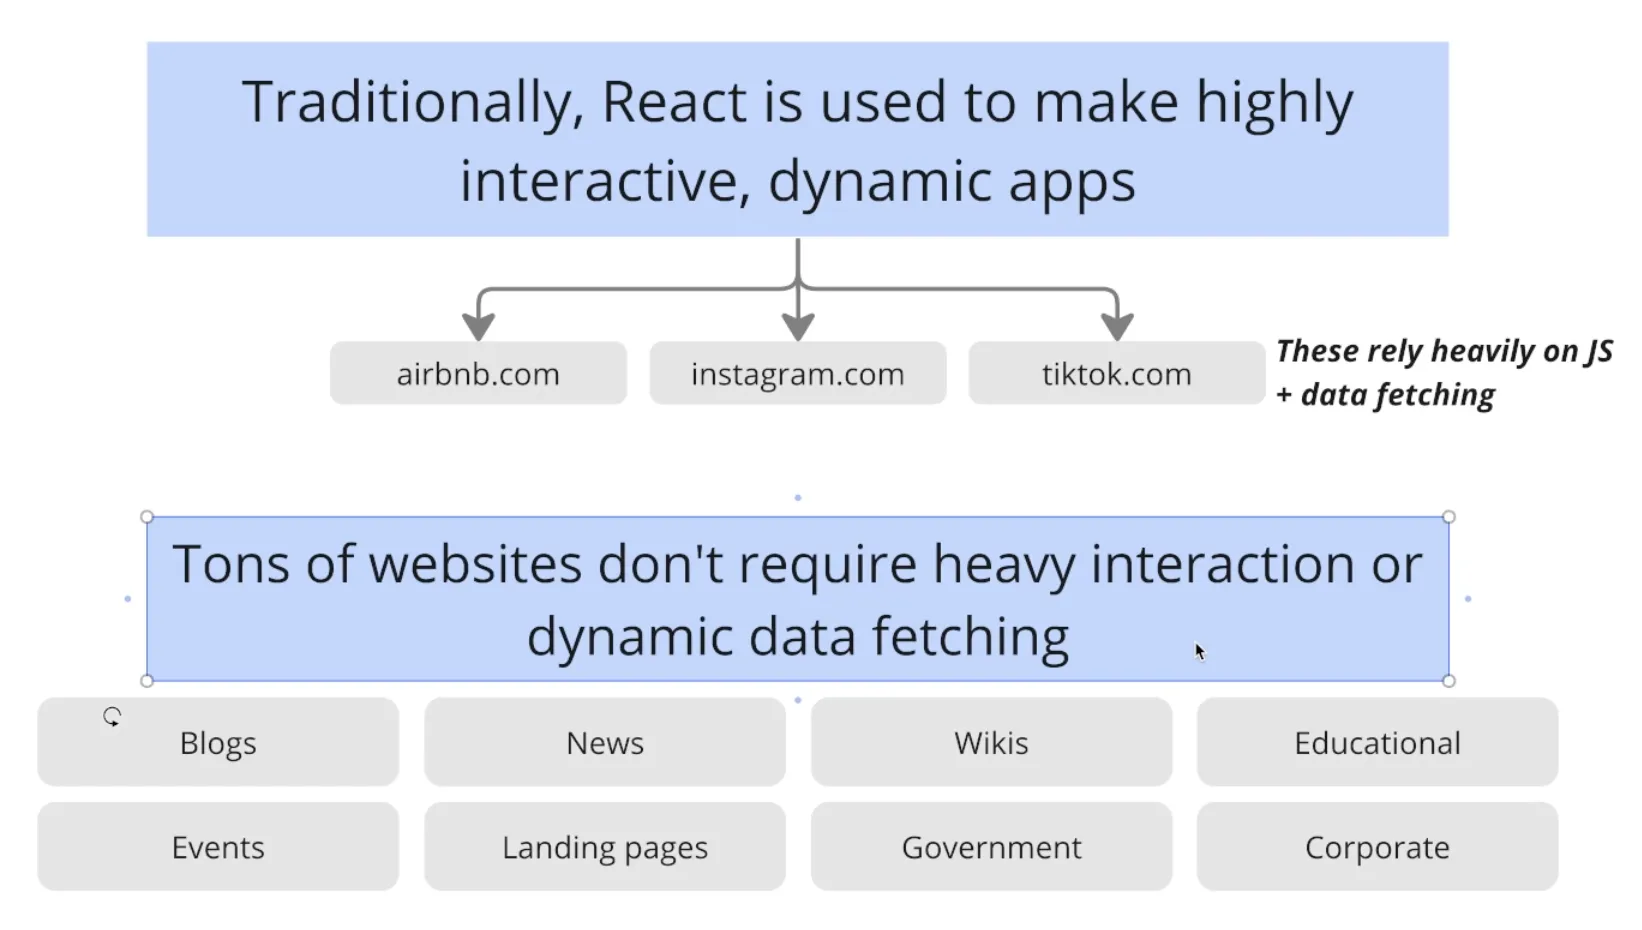 Traditionally, React is used to make highly
interactive, dynamic apps
airbnb.com
instagram.com
tiktok.com
These rely heavily on JS
+ data fetching
Tons of websites don't require heavy interaction or
dynamic data fetching
Blogs
News
Wikis
Educational
Events
Landing pages
Government
Corporate